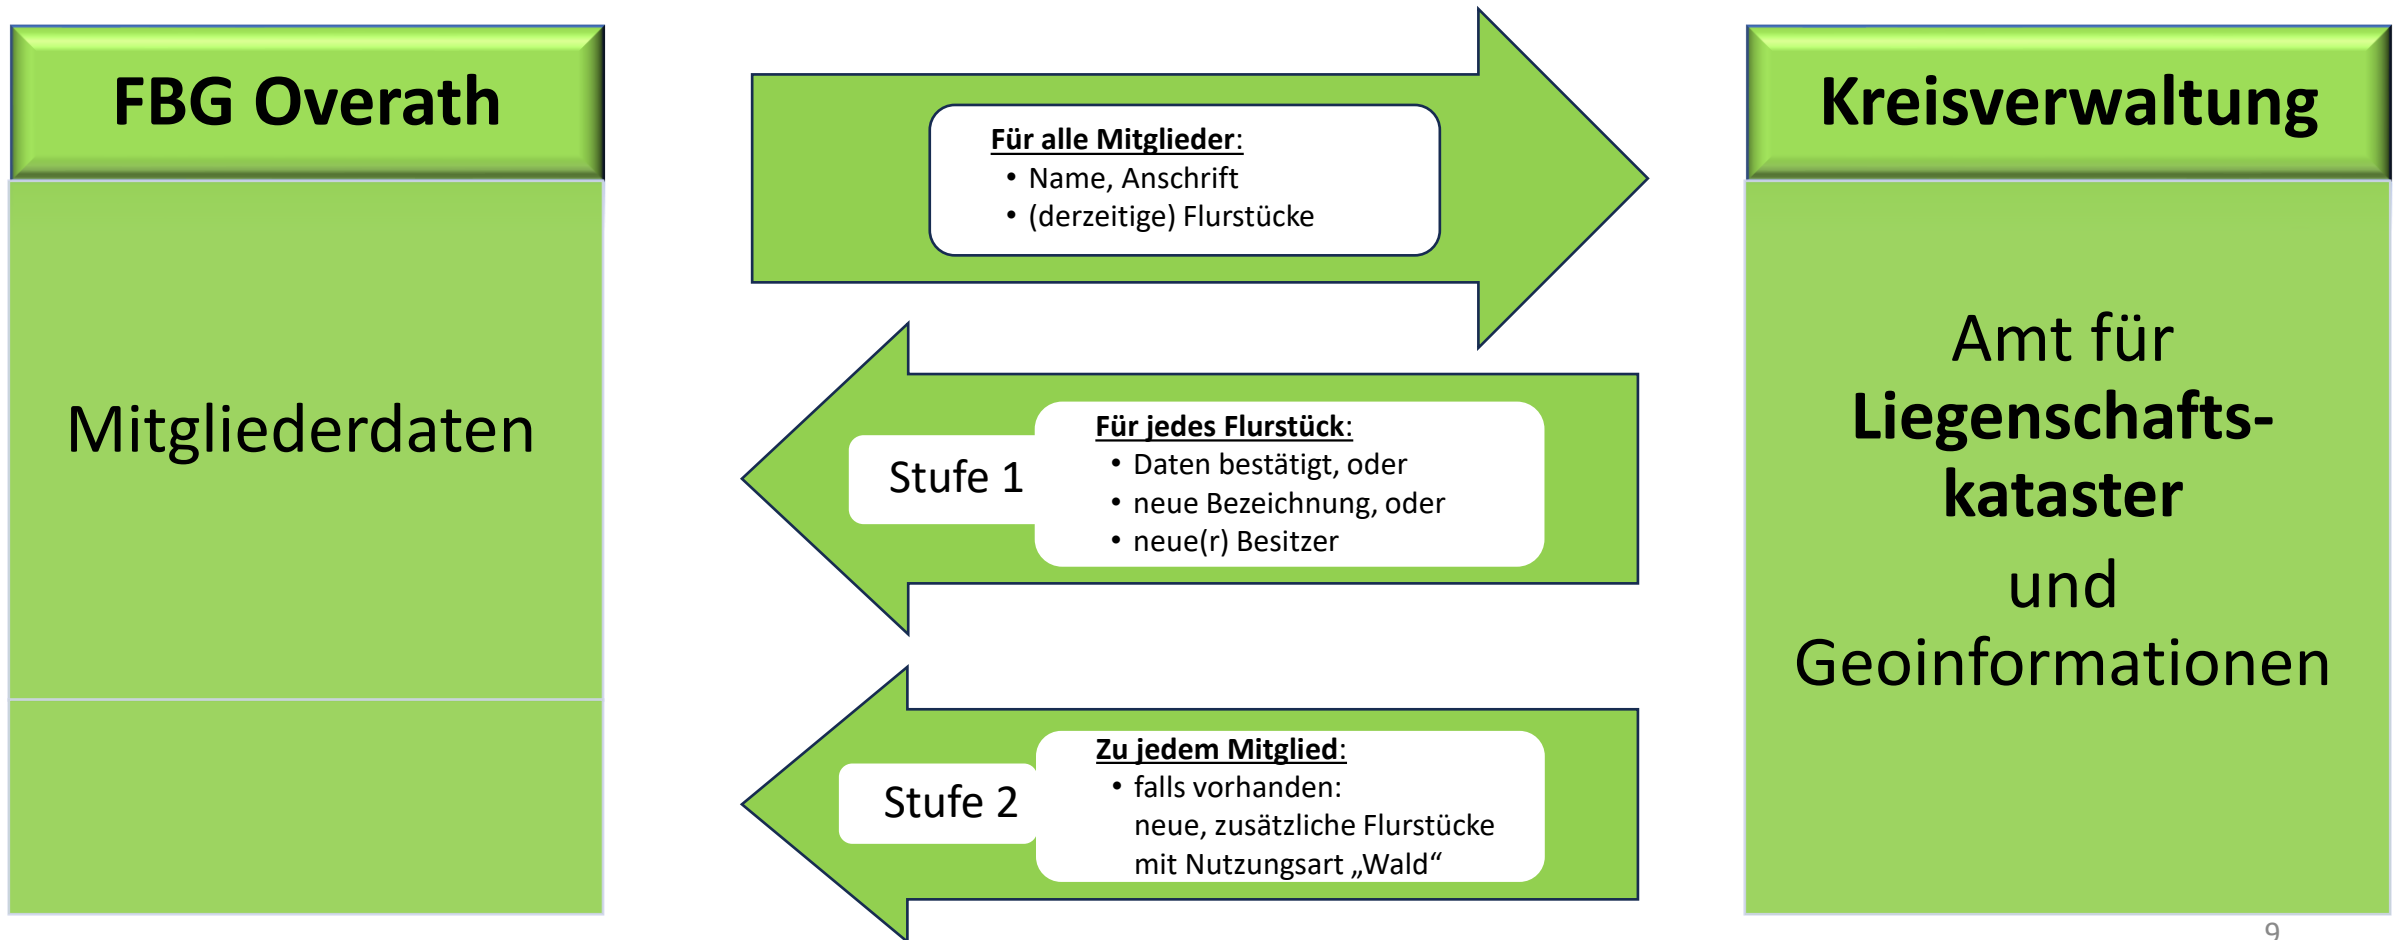 FBG Overath
Mitgliederdaten
Für alle Mitglieder:
• Name, Anschrift
• (derzeitige) Flurstücke
Stufe 1
Für jedes Flurstück:
• Daten bestätigt, oder
• neue Bezeichnung, oder
• neue(r) Besitzer
Stufe 2
Zu jedem Mitglied:
• falls vorhanden:
neue, zusätzliche Flurstücke
mit Nutzungsart „Wald“
Kreisverwaltung
Amt für
Liegenschafts-
kataster
und
Geoinformationen
9